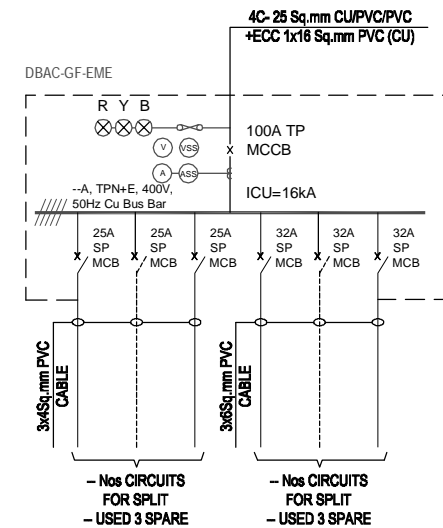 4C- 25 Sq.mm CU/PVC/PVC
+ECC 1x16 Sq.mm PVC (CU)
DBAC-GF-EME
R Y B
100A TP
MCCB
V VSS
A ASS
ICU=16kA
--A, TPN+E, 400V,
50Hz Cu Bus Bar
25A
SP
MCB
25A
SP
MCB
25A
SP
MCB
32A
SP
MCB
32A
SP
MCB
32A
SP
MCB
3x4Sq.mm PVC
CABLE
3x6Sq.mm PVC
CABLE
-- Nos CIRCUITS
FOR SPLIT
-- USED 3 SPARE
-- Nos CIRCUITS
FOR SPLIT
-- USED 3 SPARE